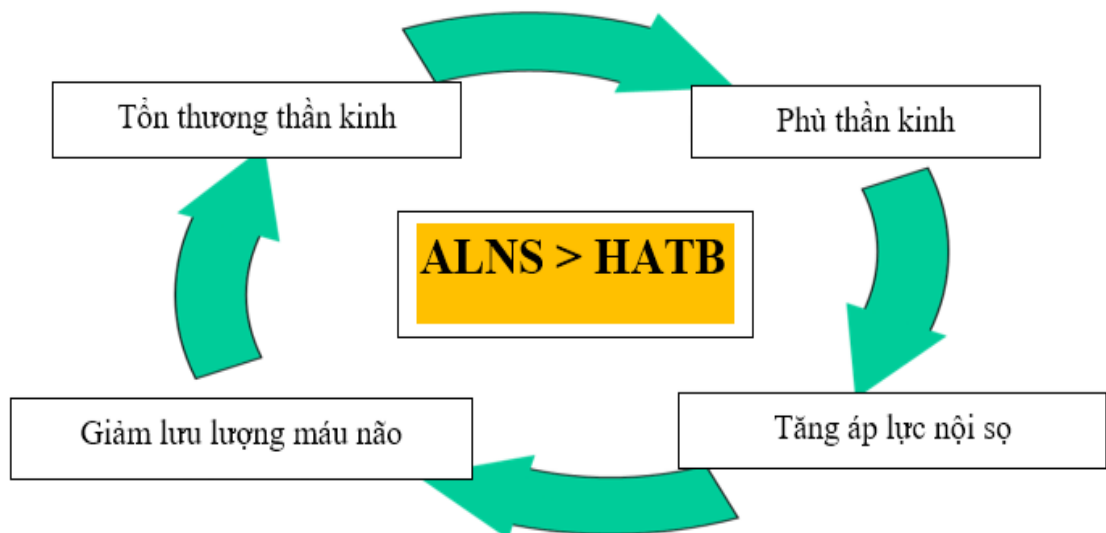 Tổn thương thần kinh
Phù thần kinh
ALNS > HATB
Giảm lưu lượng máu não
Tăng áp lực nội sọ